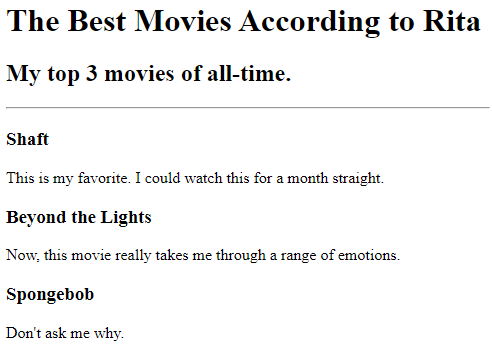 The Best Movies According to Rita
My top 3 movies of all-time.
Shaft
This is my favorite. I could watch this for a month straight.
Beyond the Lights
Now, this movie really takes me through a range of emotions.
Spongebob
Don't ask me why.